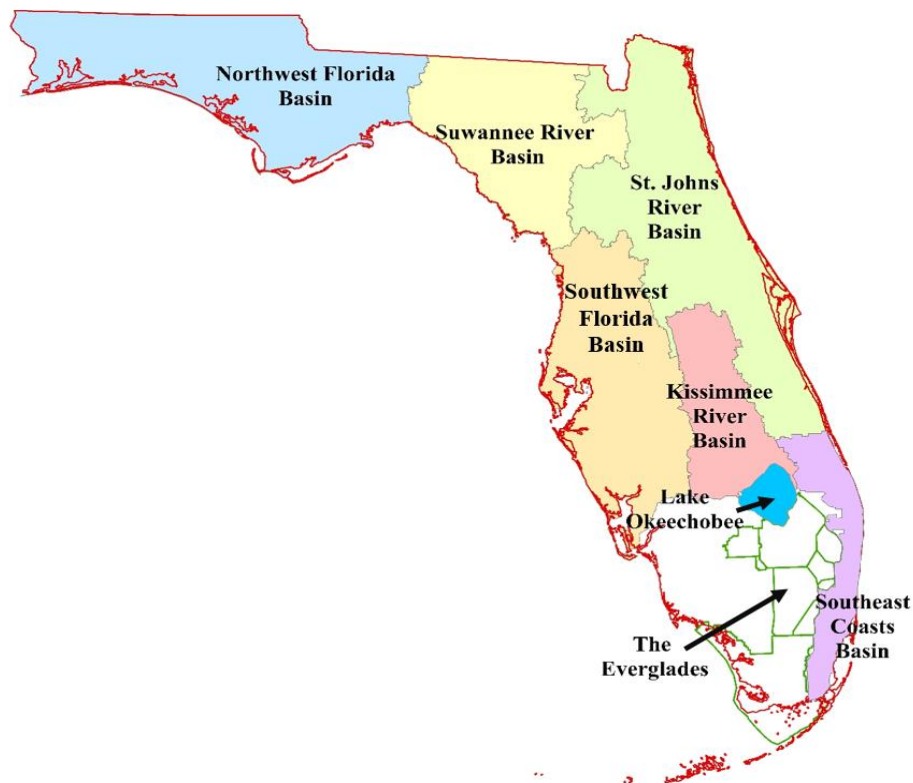 Northwest Florida
Basin
Suwannee River
Basin
St. Johns
River
Basin
Southwest
Florida
Basin
Kissimmee
River
Basin
Lake
Okeechobee
Southeast
Coasts
Basin
The
Everglades